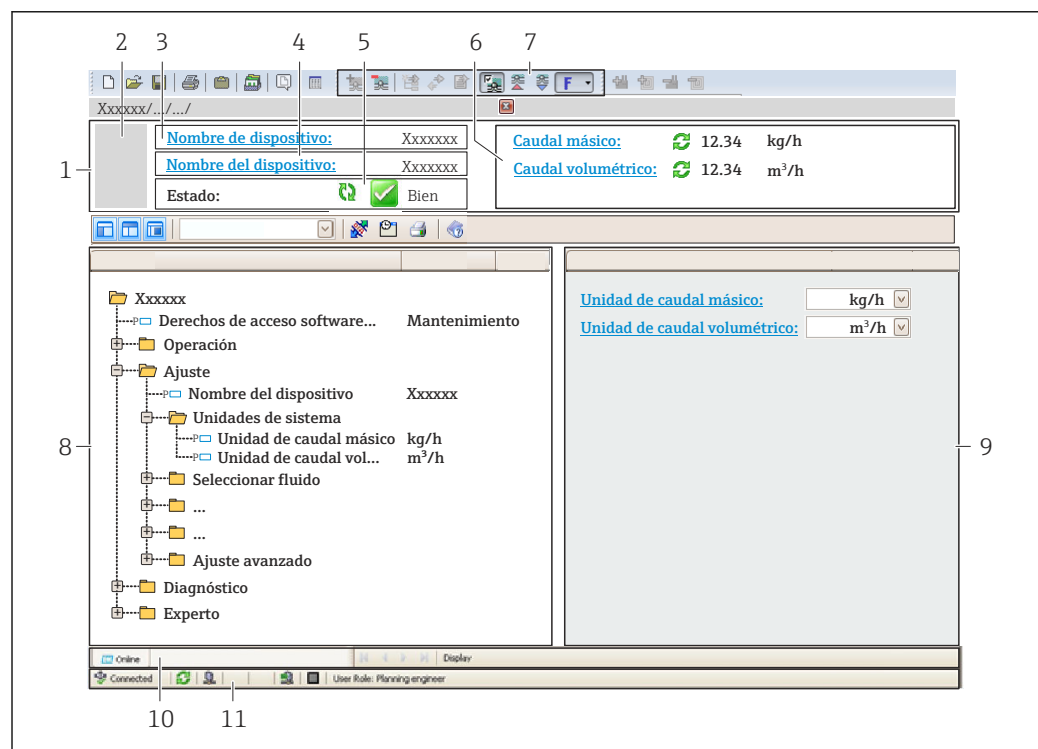 2 3 4 5 6 7
F
Xxxxxx/.../.../
1
Nombre de dispositivo: Xxxxxxx
Nombre del dispositivo: Xxxxxxx
Estado: Bien
Caudal másico: 12.34 kg/h
Caudal volumétrico: 12.34 m³/h
Xxxxxx
P Derechos de acceso software... Mantenimiento
Operación
Ajuste
P Nombre del dispositivo Xxxxxx
Unidades de sistema
P Unidad de caudal másico kg/h
P Unidad de caudal vol... m³/h
Seleccionar fluido
...
...
Ajuste avanzado
Diagnóstico
Experto
8
Unidad de caudal másico: kg/h
Unidad de caudal volumétrico: m³/h
9
Online Display
Connected User Role: Planning engineer
10 11